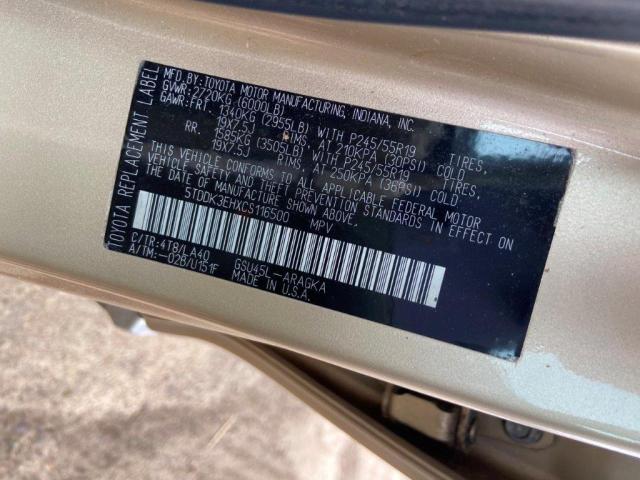 TOYOTA REPLACEMENT LABEL
MFD.BY:TOYOTA MOTOR MANUFACTURING, INDIANA, INC.
GVWR: 2720KG (6000LB)
GAWR: FRT. 1340KG (2955LB) WITH P245/55R19 TIRES,
19X7.5J RIMS, AT 210KPA (30PSI) COLD
RR. 1585KG (3505LB) WITH P245/55R19 TIRES,
19X7.5J RIMS, AT 250KPA (36PSI) COLD
THIS VEHICLE CONFORMS TO ALL APPLICABLE FEDERAL MOTOR
VEHICLE SAFETY AND THEFT PREVENTION STANDARDS IN EFFECT ON
THE DATE OF MANUFACTURE SHOWN ABOVE.
5TDDK3EHXCS116500 MPV
C/TR: 4T8/LA40 GSU45L-ARAGKA
A/TM:-02B/U151F MADE IN U.S.A.